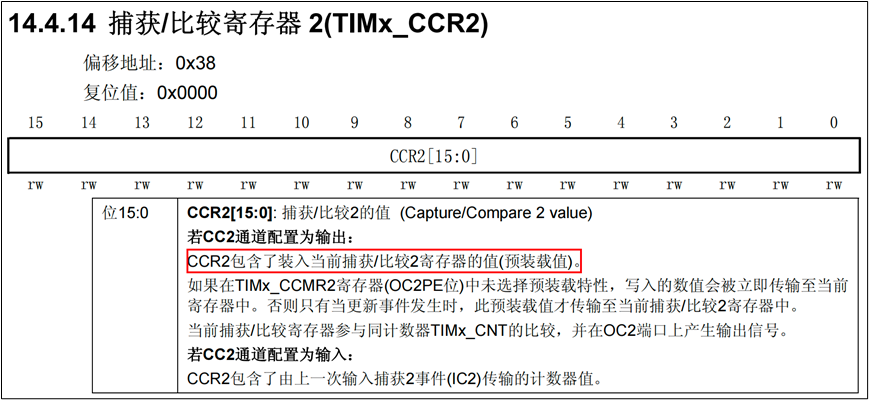 14.4.14 捕获/比较寄存器 2(TIMx_CCR2)
偏移地址：0x38
复位值：0x0000
15 14 13 12 11 10 9 8 7 6 5 4 3 2 1 0
CCR2[15:0]
rw rw rw rw rw rw rw rw rw rw rw rw rw rw rw rw
位15:0 CCR2[15:0]: 捕获/比较2的值 (Capture/Compare 2 value)
若CC2通道配置为输出：
CCR2包含了装入当前捕获/比较2寄存器的值(预装载值)。
如果在TIMx_CCMR2寄存器(OC2PE位)中未选择预装载特性，写入的数值会被立即传输至当前
寄存器中。否则只有当更新事件发生时，此预装载值才传输至当前捕获/比较2寄存器中。
当前捕获/比较寄存器参与同计数器TIMx_CNT的比较，并在OC2端口上产生输出信号。
若CC2通道配置为输入：
CCR2包含了由上一次输入捕获2事件(IC2)传输的计数器值。